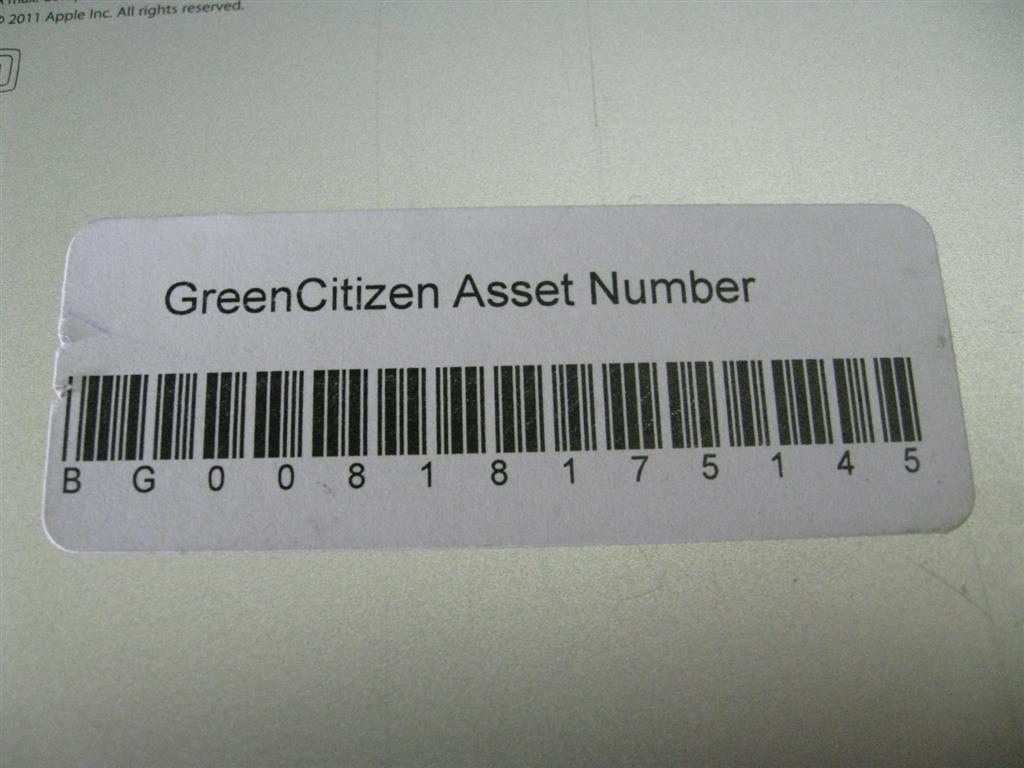 © 2011 Apple Inc. All rights reserved.
GreenCitizen Asset Number
BG00818175145